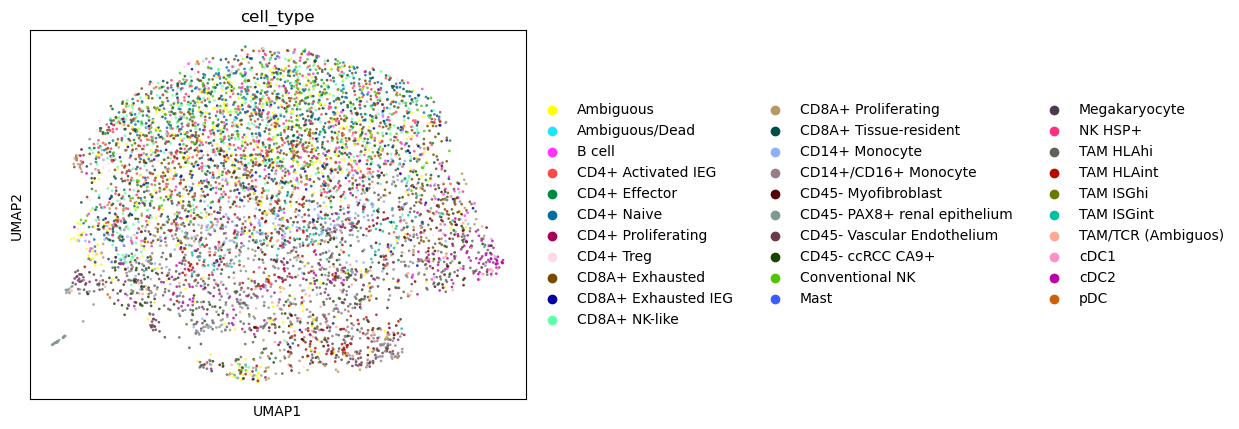 cell_type
UMAP2
UMAP1
Ambiguous
Ambiguous/Dead
B cell
CD4+ Activated IEG
CD4+ Effector
CD4+ Naive
CD4+ Proliferating
CD4+ Treg
CD8A+ Exhausted
CD8A+ Exhausted IEG
CD8A+ NK-like
CD8A+ Proliferating
CD8A+ Tissue-resident
CD14+ Monocyte
CD14+/CD16+ Monocyte
CD45- Myofibroblast
CD45- PAX8+ renal epithelium
CD45- Vascular Endothelium
CD45- ccRCC CA9+
Conventional NK
Mast
Megakaryocyte
NK HSP+
TAM HLAhi
TAM HLAint
TAM ISGhi
TAM ISGint
TAM/TCR (Ambiguos)
cDC1
cDC2
pDC